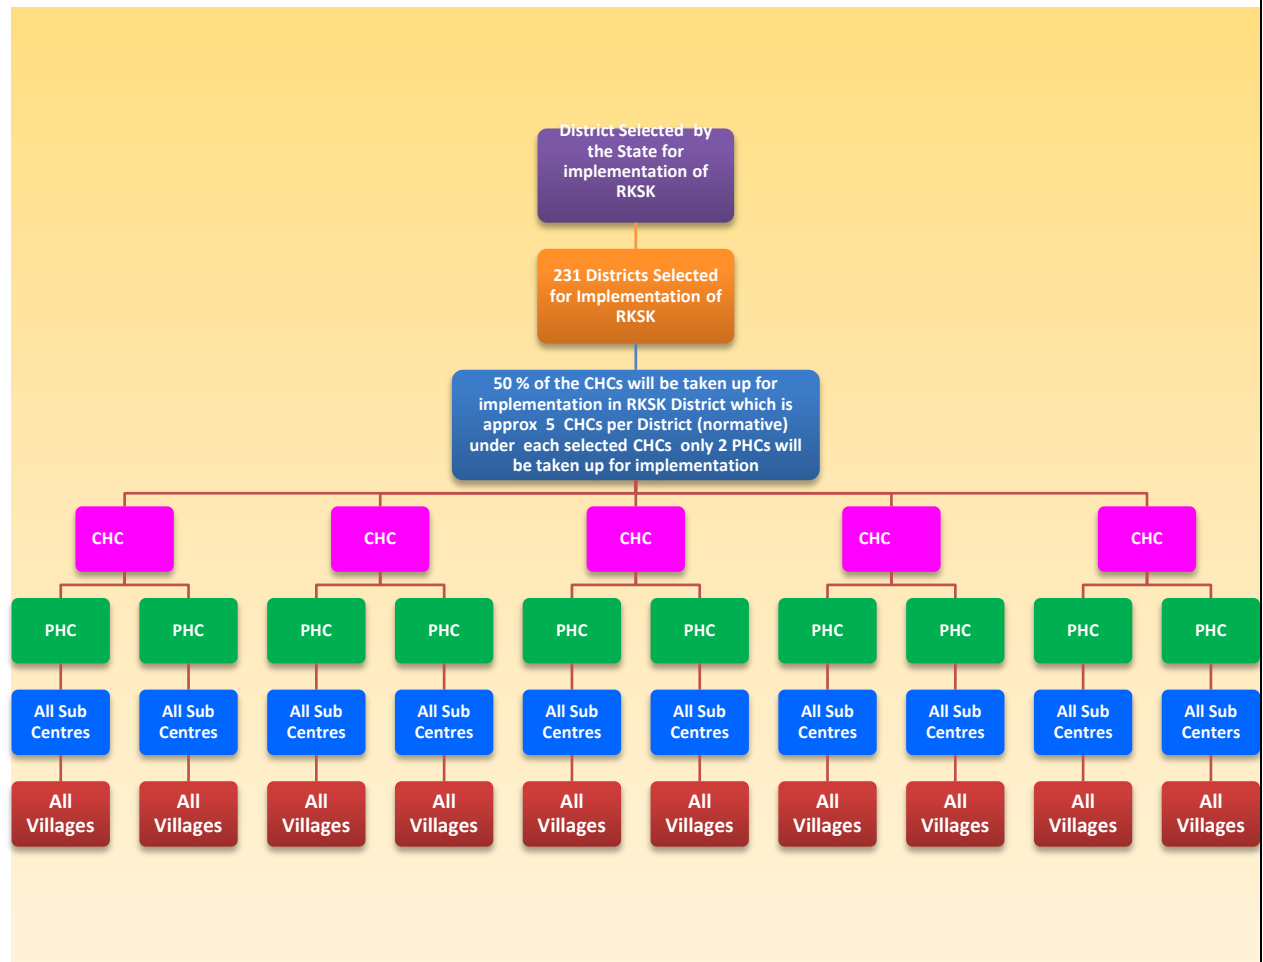 District Selected by
the State for
implementation of
RKSK
231 Districts Selected
for Implementation of
RKSK
50 % of the CHCs will be taken up for
implementation in RKSK District which is
approx 5 CHCs per District (normative)
under each selected CHCs only 2 PHCs will
be taken up for implementation
CHC
CHC
CHC
CHC
CHC
PHC
PHC
PHC
PHC
PHC
PHC
PHC
PHC
PHC
PHC
All Sub
Centres
All Sub
Centres
All Sub
Centres
All Sub
Centres
All Sub
Centres
All Sub
Centres
All Sub
Centres
All Sub
Centres
All Sub
Centres
All Sub
Centers
All
Villages
All
Villages
All
Villages
All
Villages
All
Villages
All
Villages
All
Villages
All
Villages
All
Villages
All
Villages